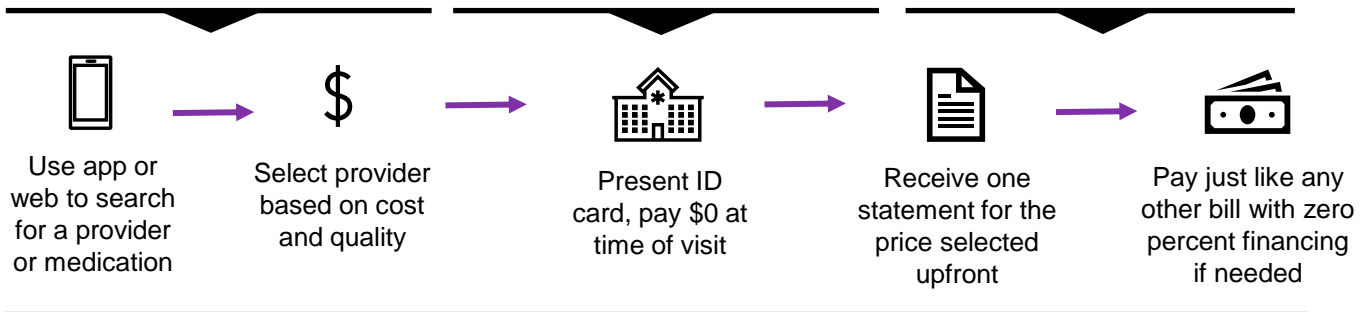 Use app or
web to search
for a provider
or medication
Select provider
based on cost
and quality
Present ID
card, pay $0 at
time of visit
Receive one
statement for the
price selected
upfront
Pay just like any
other bill with zero
percent financing
if needed